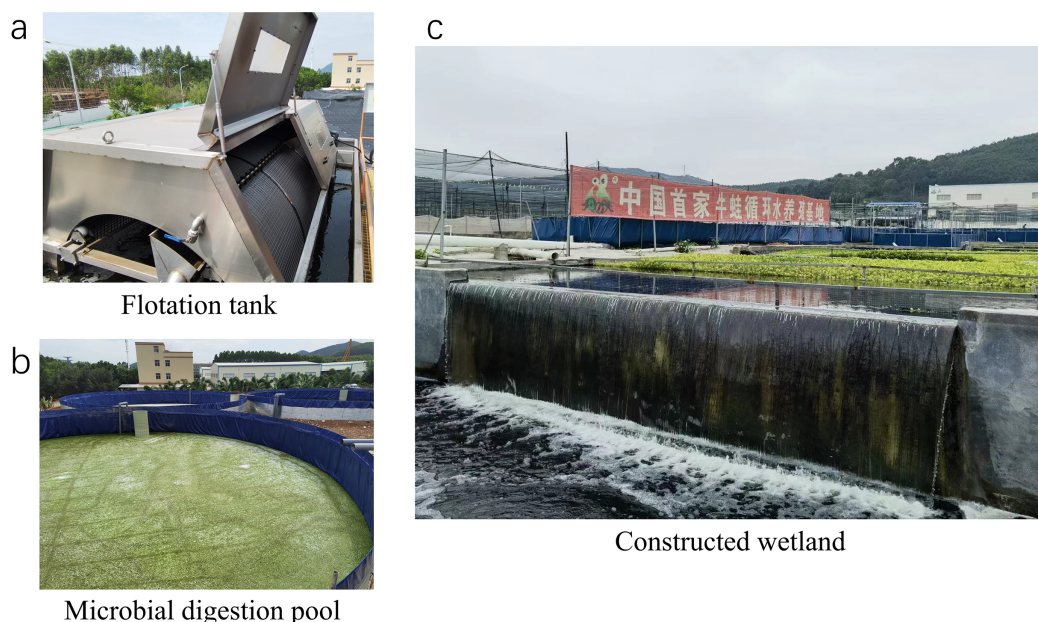 a
Flotation tank
b
Microbial digestion pool
c
中国首家牛蛙循环水养殖基地
Constructed wetland